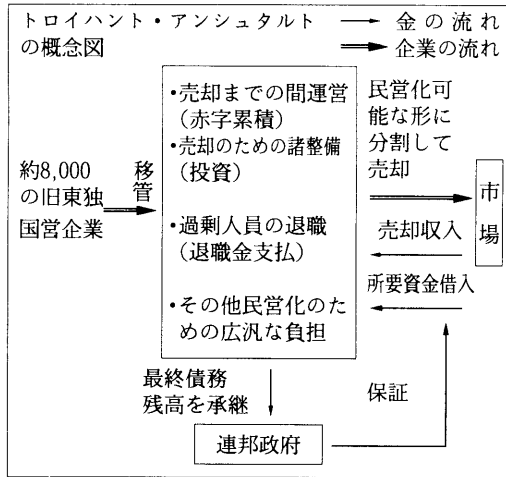 トロイハント・アンシュタルト
の概念図
→ 金の流れ
⇒ 企業の流れ
・売却までの間運営
(赤字累積)
・売却のための諸整備
(投資)
・過剰人員の退職
(退職金支払)
・その他民営化のた
めの広汎な負担
約8,000
の旧東独
国営企業
移管
民営化可
能な形に
分割して
売却
市場
売却収入
所要資金借入
最終債務
残高を承継
保証
連邦政府